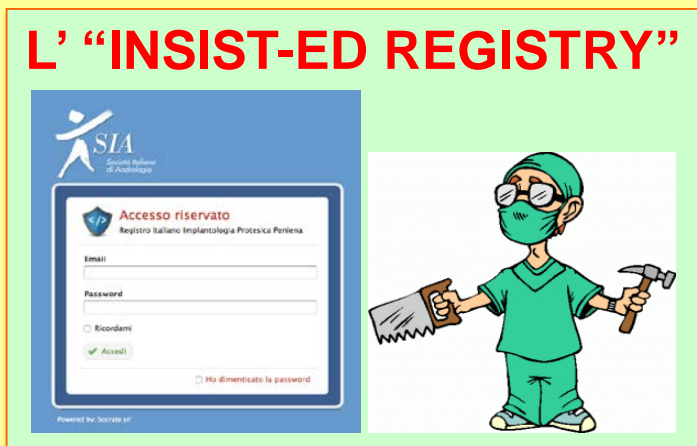 L’ “INSIST-ED REGISTRY”
SIA
Società Italiana
di Andrologia
Accesso riservato
Registro Italiano Implantologia Protesica Peniena
Email
Password
Ricordami
Accedi
Ho dimenticato la password
Powered by: Socrate srl